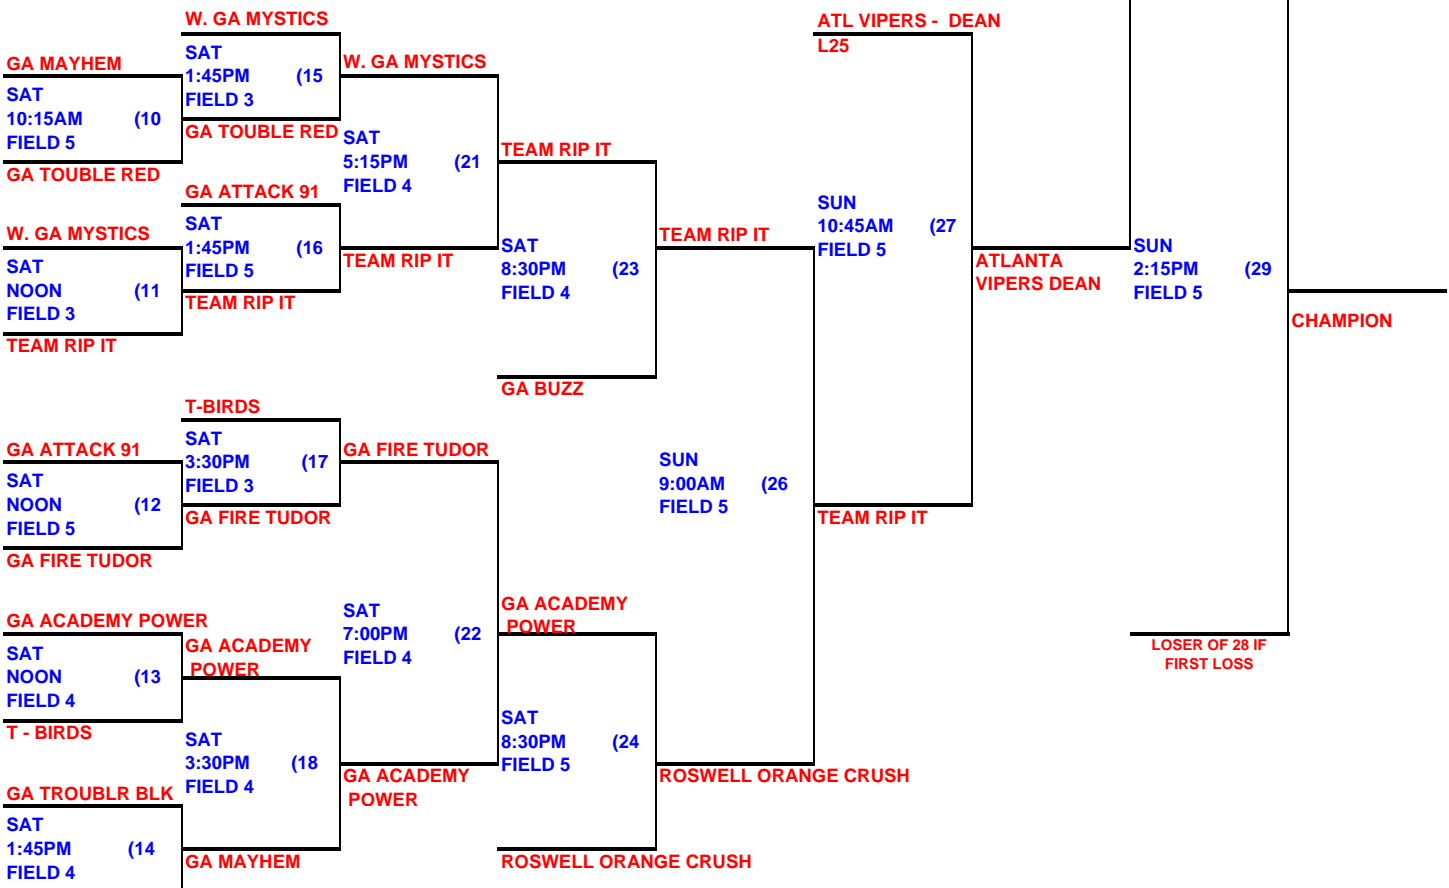 W. GA MYSTICS
ATL VIPERS - DEAN
L25
GA MAYHEM
SAT
1:45PM (15
FIELD 3
W. GA MYSTICS
SAT
10:15AM (10
FIELD 5
GA TOUBLE RED
GA TOUBLE RED
SAT
5:15PM (21
FIELD 4
TEAM RIP IT
GA ATTACK 91
W. GA MYSTICS
SAT
1:45PM (16
FIELD 5
TEAM RIP IT
SAT
NOON (11
FIELD 3
TEAM RIP IT
TEAM RIP IT
SAT
8:30PM (23
FIELD 4
TEAM RIP IT
SUN
10:45AM (27
FIELD 5
ATLANTA
VIPERS DEAN
SUN
2:15PM (29
FIELD 5
CHAMPION
GA BUZZ
T-BIRDS
GA ATTACK 91
SAT
3:30PM (17
FIELD 3
GA FIRE TUDOR
SAT
NOON (12
FIELD 5
GA FIRE TUDOR
GA FIRE TUDOR
SUN
9:00AM (26
FIELD 5
TEAM RIP IT
GA ACADEMY POWER
SAT
NOON (13
FIELD 4
T - BIRDS
GA ACADEMY
POWER
SAT
7:00PM (22
FIELD 4
GA ACADEMY
POWER
LOSER OF 28 IF
FIRST LOSS
SAT
3:30PM (18
FIELD 4
SAT
8:30PM (24
FIELD 5
GA ACADEMY
POWER
ROSWELL ORANGE CRUSH
GA TROUBLR BLK
SAT
1:45PM (14
FIELD 4
GA MAYHEM
ROSWELL ORANGE CRUSH